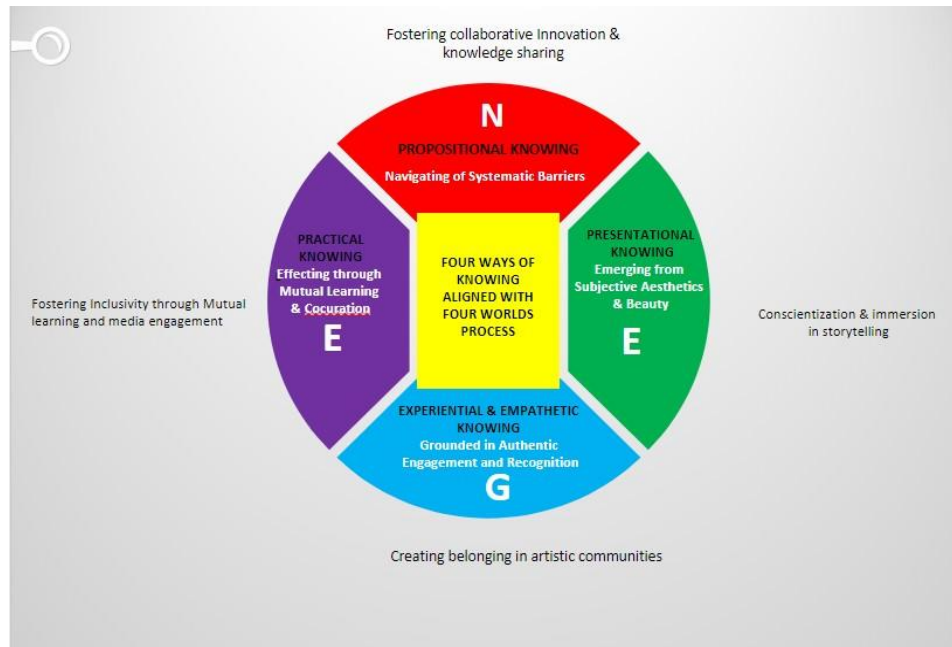 Fostering collaborative Innovation &
knowledge sharing
N
PROPOSITIONAL KNOWING
Navigating of Systematic Barriers
PRACTICAL
KNOWING
Effecting through
Mutual Learning
& Cocuration
E
FOUR WAYS OF
KNOWING
ALIGNED WITH
FOUR WORLDS
PROCESS
PRESENTATIONAL
KNOWING
Emerging from
Subjective Aesthetics
& Beauty
E
Fostering Inclusivity through Mutual
learning and media engagement
Conscientization & immersion
in storytelling
EXPERIENTIAL & EMPATHETIC
KNOWING
Grounded in Authentic
Engagement and Recognition
G
Creating belonging in artistic communities